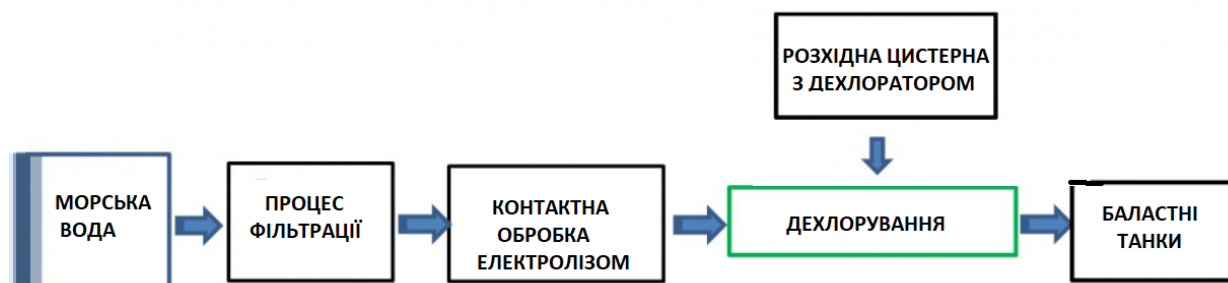 РОЗХІДНА ЦИСТЕРНА
З ДЕХЛОРАТОРОМ
МОРСЬКА
ВОДА
ПРОЦЕС
ФІЛЬТРАЦІЇ
КОНТАКТНА
ОБРОБКА
ЕЛЕКТРОЛІЗОМ
ДЕХЛОРУВАННЯ
БАЛАСТНІ
ТАНКИ